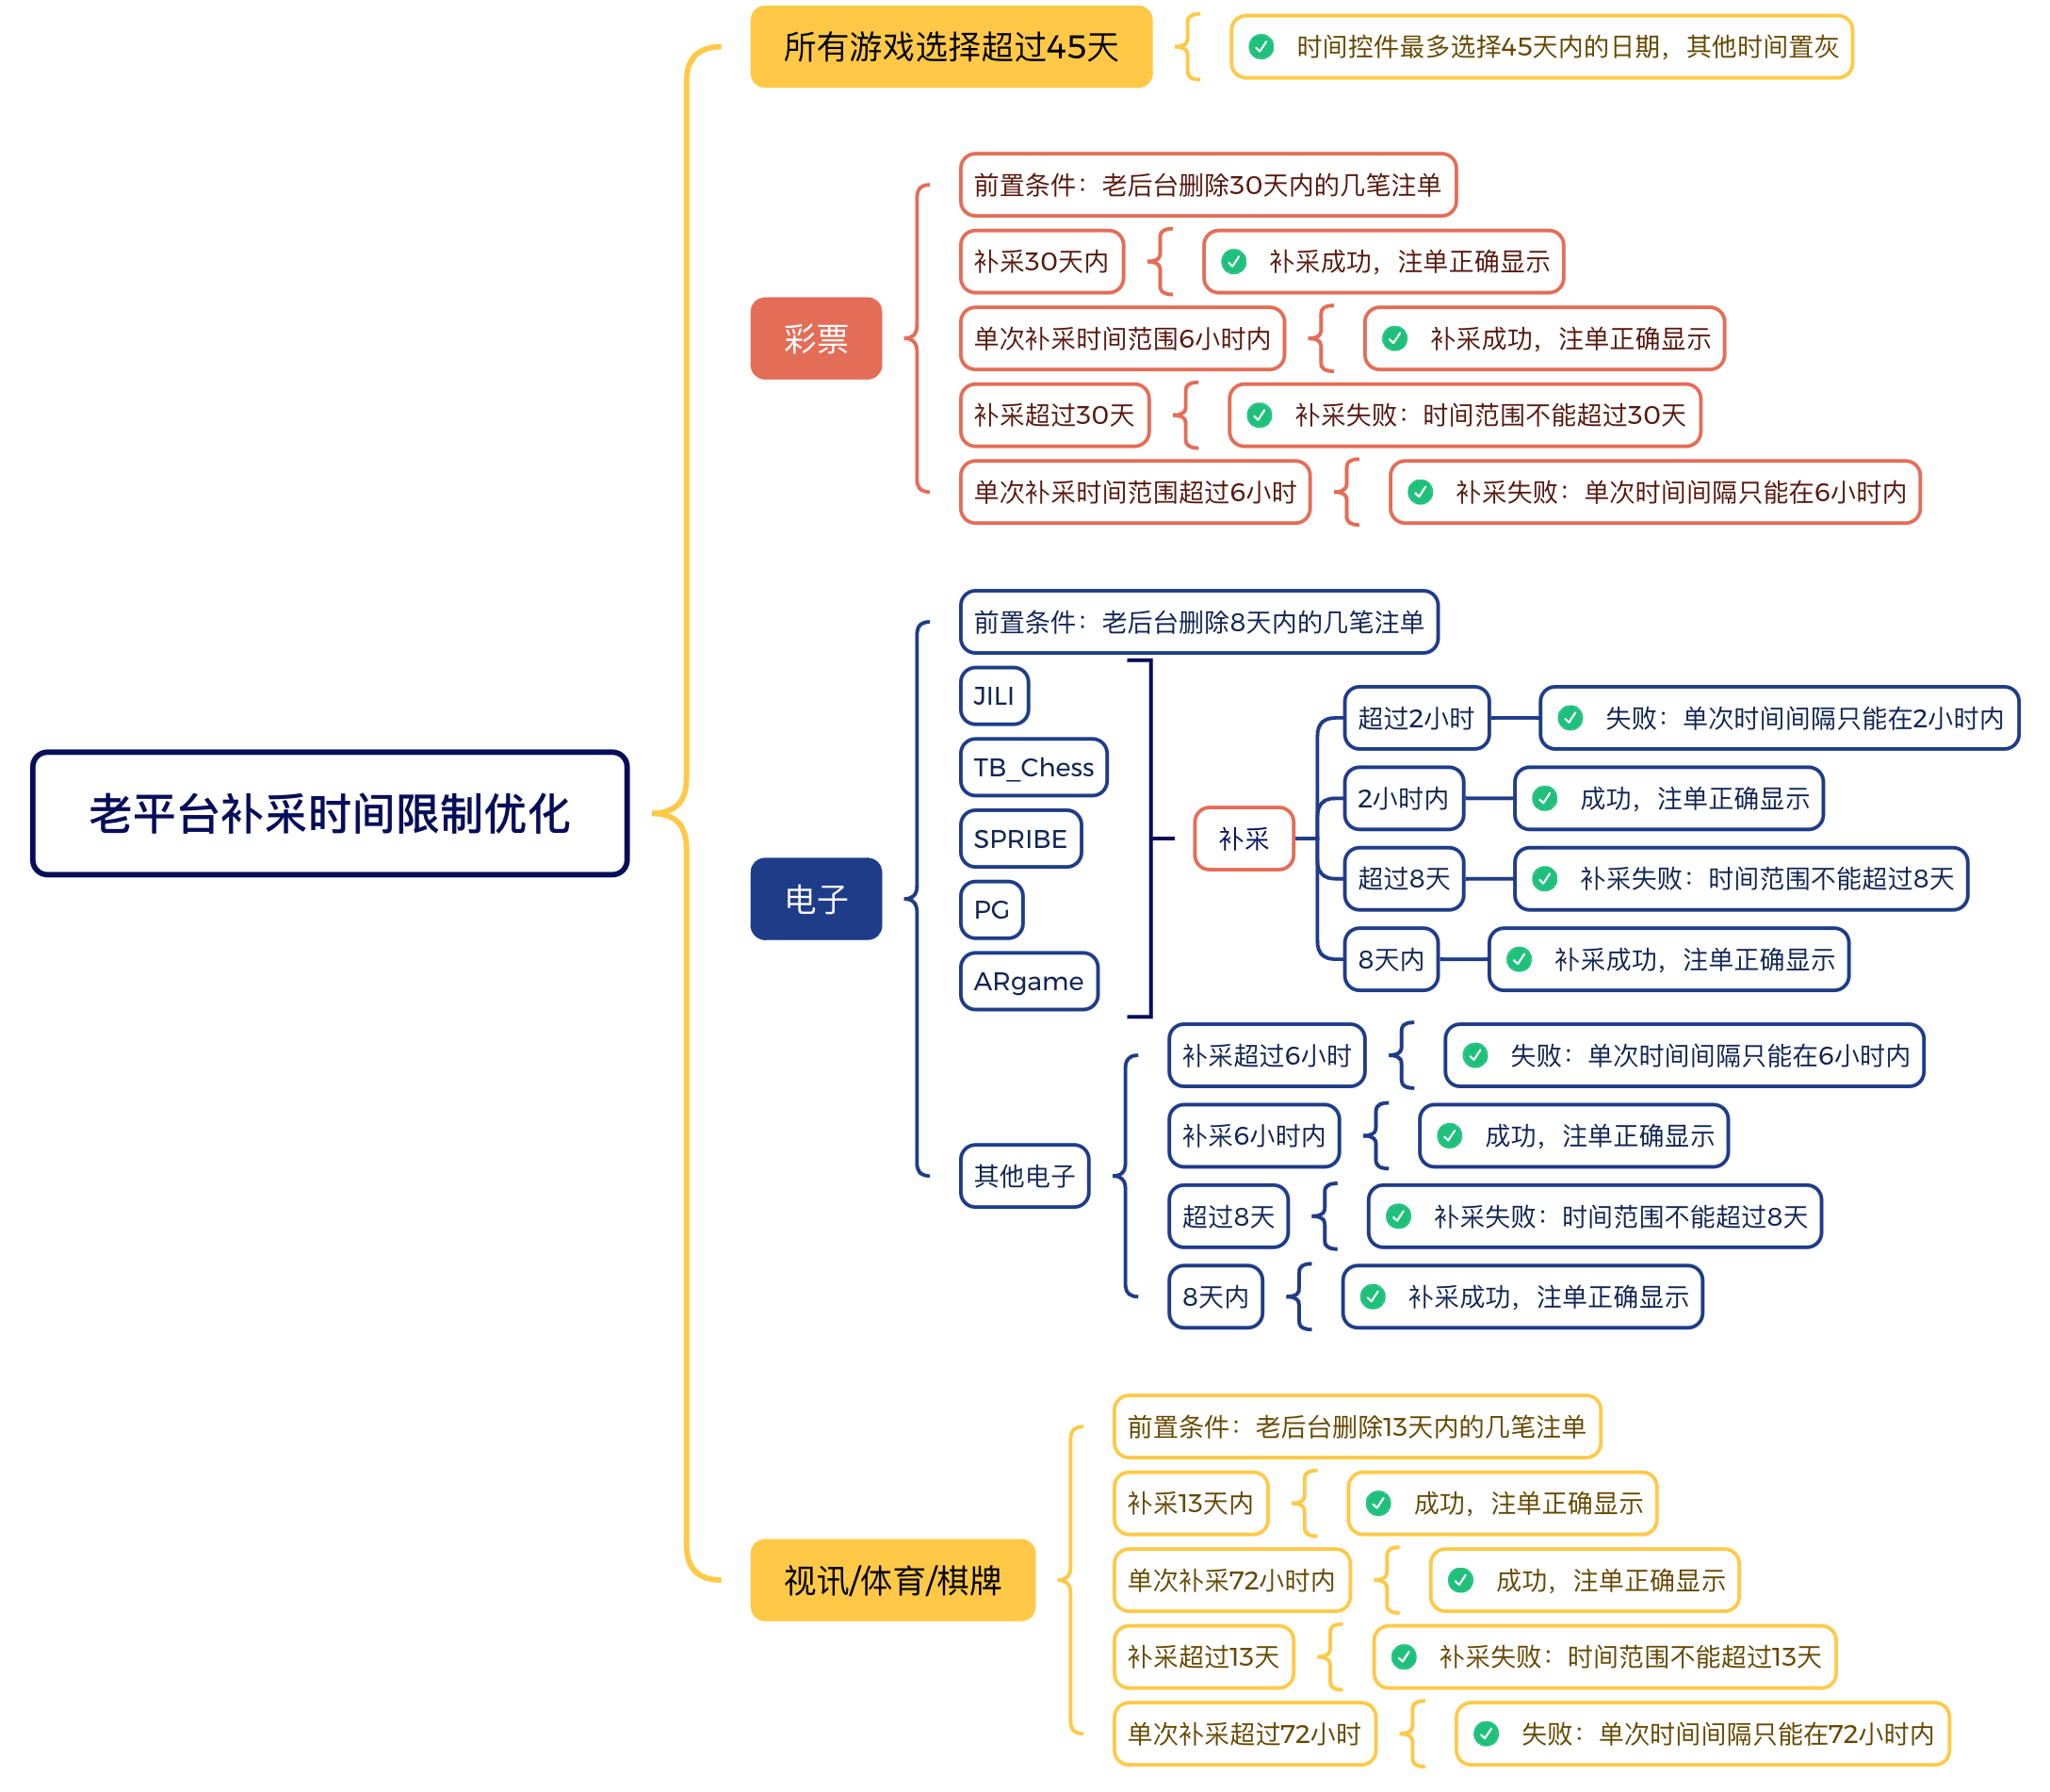 老平台补采时间限制优化
所有游戏选择超过45天
时间控件最多选择45天内的日期，其他时间置灰
彩票
前置条件：老后台删除30天内的几笔注单
补采30天内
补采成功，注单正确显示
单次补采时间范围6小时内
补采成功，注单正确显示
补采超过30天
补采失败：时间范围不能超过30天
单次补采时间范围超过6小时
补采失败：单次时间间隔只能在6小时内
电子
前置条件：老后台删除8天内的几笔注单
JILI
TB_Chess
SPRIBE
PG
ARgame
补采
超过2小时
失败：单次时间间隔只能在2小时内
2小时内
成功，注单正确显示
超过8天
补采失败：时间范围不能超过8天
8天内
补采成功，注单正确显示
其他电子
补采超过6小时
失败：单次时间间隔只能在6小时内
补采6小时内
成功，注单正确显示
超过8天
补采失败：时间范围不能超过8天
8天内
补采成功，注单正确显示
视讯/体育/棋牌
前置条件：老后台删除13天内的几笔注单
补采13天内
成功，注单正确显示
单次补采72小时内
成功，注单正确显示
补采超过13天
补采失败：时间范围不能超过13天
单次补采超过72小时
失败：单次时间间隔只能在72小时内